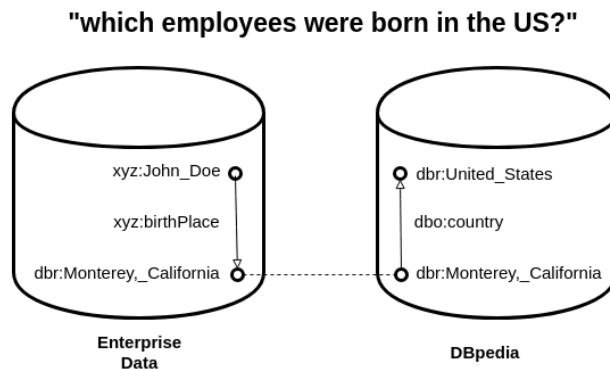 "which employees were born in the US?"
xyz:John_Doe
xyz:birthPlace
dbr:Monterey,_California
Enterprise
Data
dbr:United_States
dbo:country
dbr:Monterey,_California
DBpedia